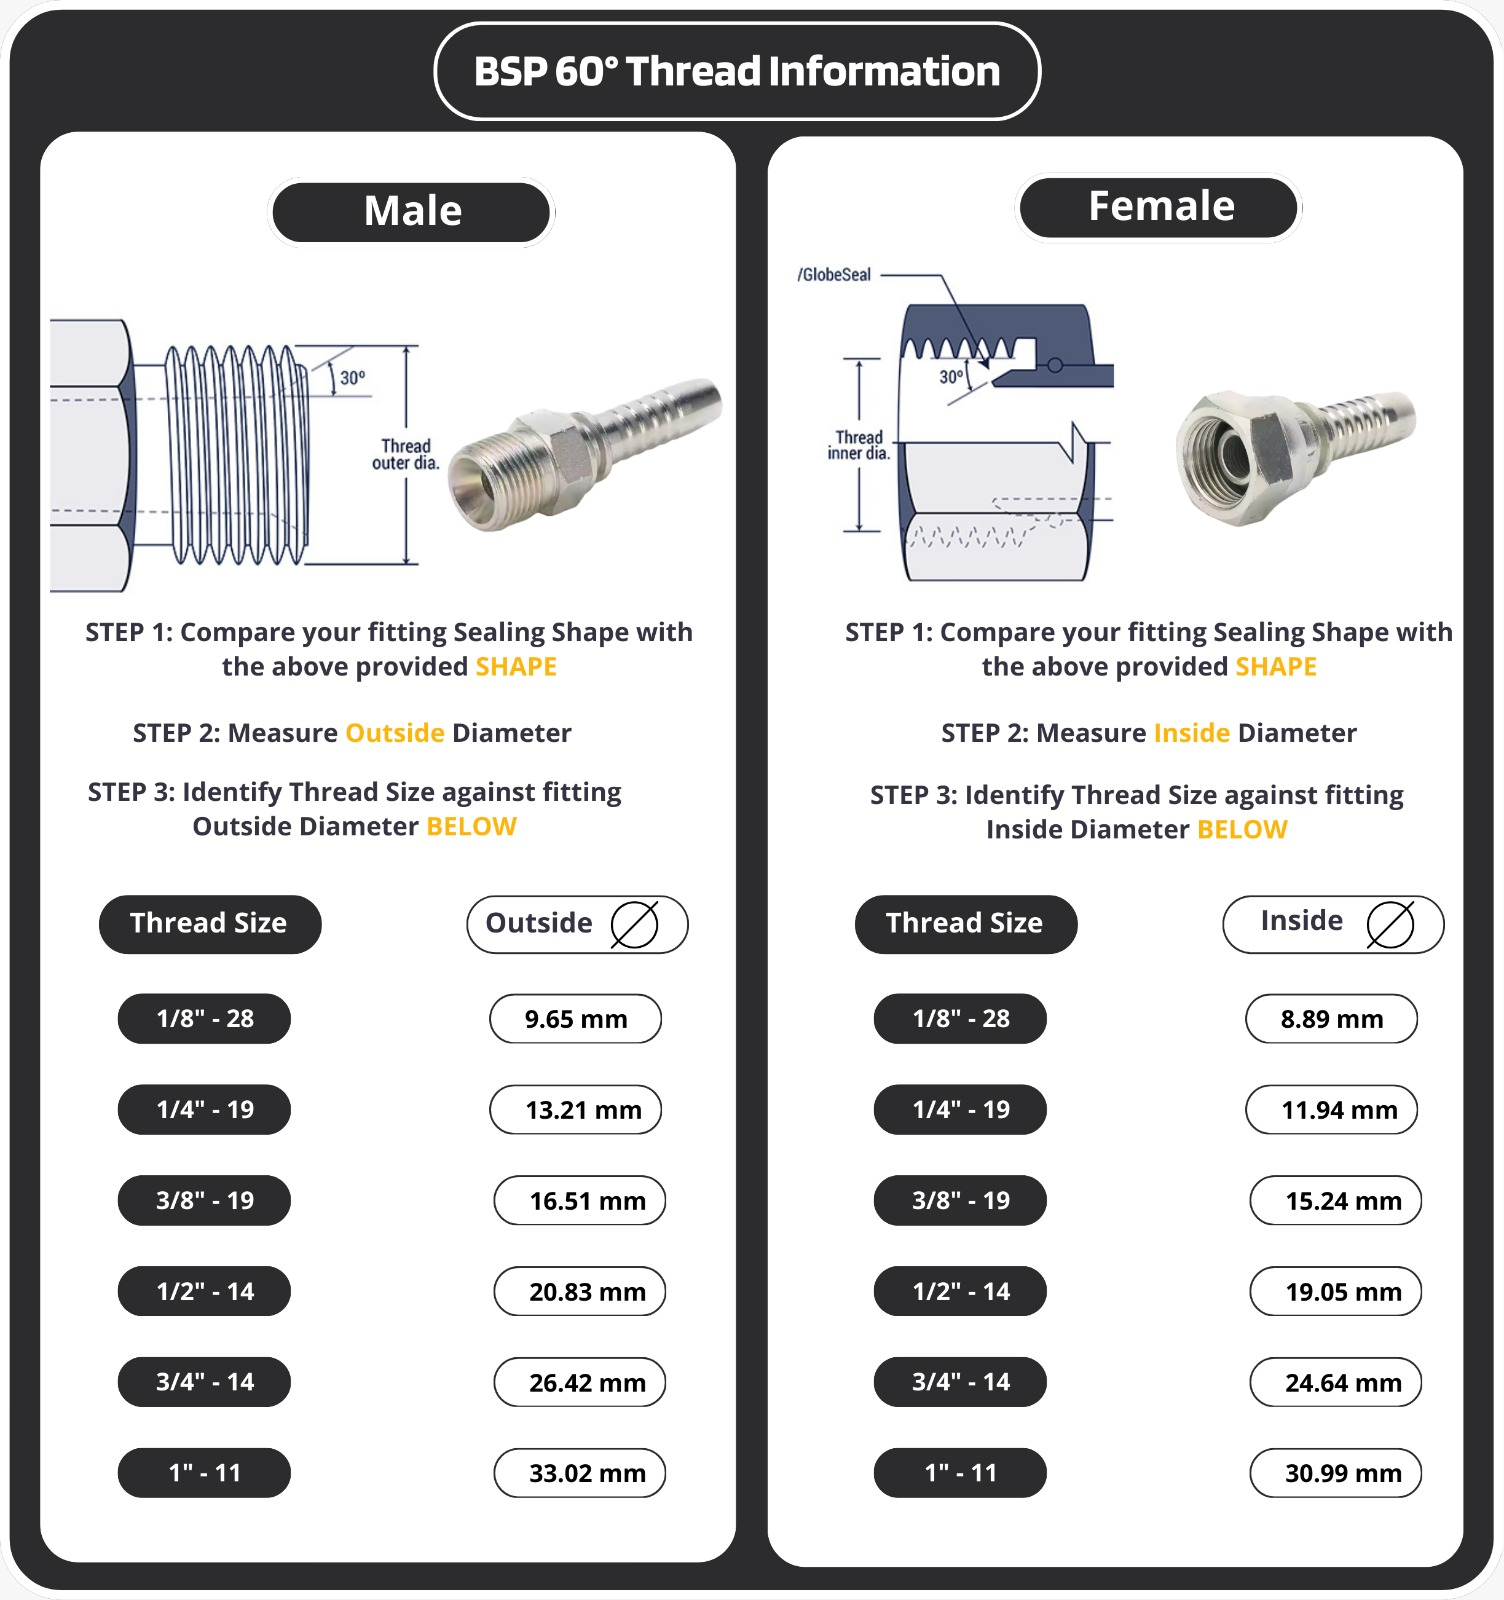 BSP 60° Thread Information
Male
30º
Thread
outer dia.
STEP 1: Compare your fitting Sealing Shape with
the above provided SHAPE
STEP 2: Measure Outside Diameter
STEP 3: Identify Thread Size against fitting
Outside Diameter BELOW
Thread Size Outside
1/8" - 28 9.65 mm
1/4" - 19 13.21 mm
3/8" - 19 16.51 mm
1/2" - 14 20.83 mm
3/4" - 14 26.42 mm
1" - 11 33.02 mm
Female
/GlobeSeal
30º
Thread
inner dia.
STEP 1: Compare your fitting Sealing Shape with
the above provided SHAPE
STEP 2: Measure Inside Diameter
STEP 3: Identify Thread Size against fitting
Inside Diameter BELOW
Thread Size Inside
1/8" - 28 8.89 mm
1/4" - 19 11.94 mm
3/8" - 19 15.24 mm
1/2" - 14 19.05 mm
3/4" - 14 24.64 mm
1" - 11 30.99 mm